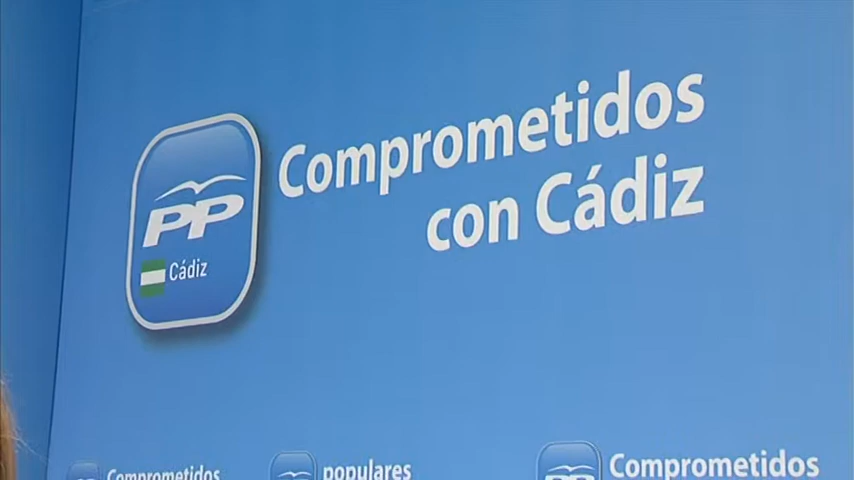 Comprometidos
con Cádiz
PP
Cádiz
Comprometidos
populares
Comprometidos